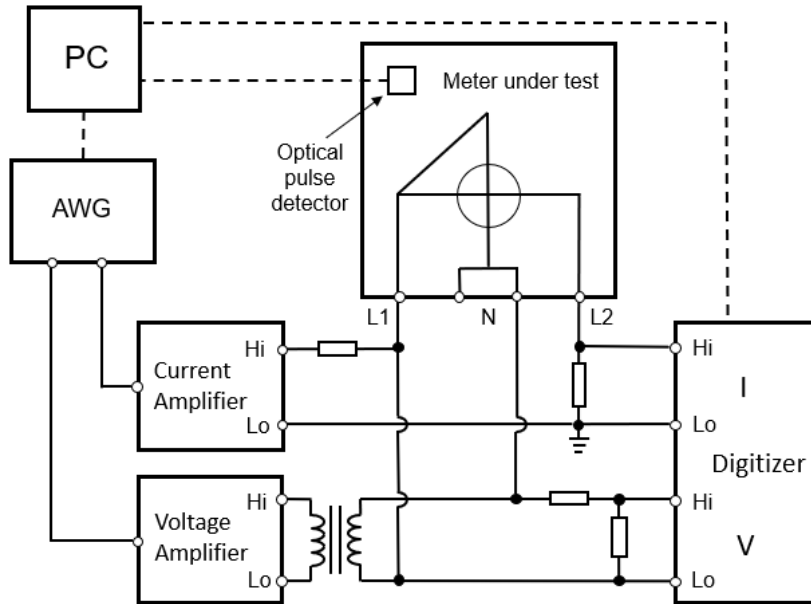 PC
Meter under test
Optical
pulse
detector
AWG
L1
N
L2
Hi
Current
Amplifier
Lo
Hi
I
Lo
Digitizer
Hi
Voltage
Amplifier
Lo
Hi
V
Lo